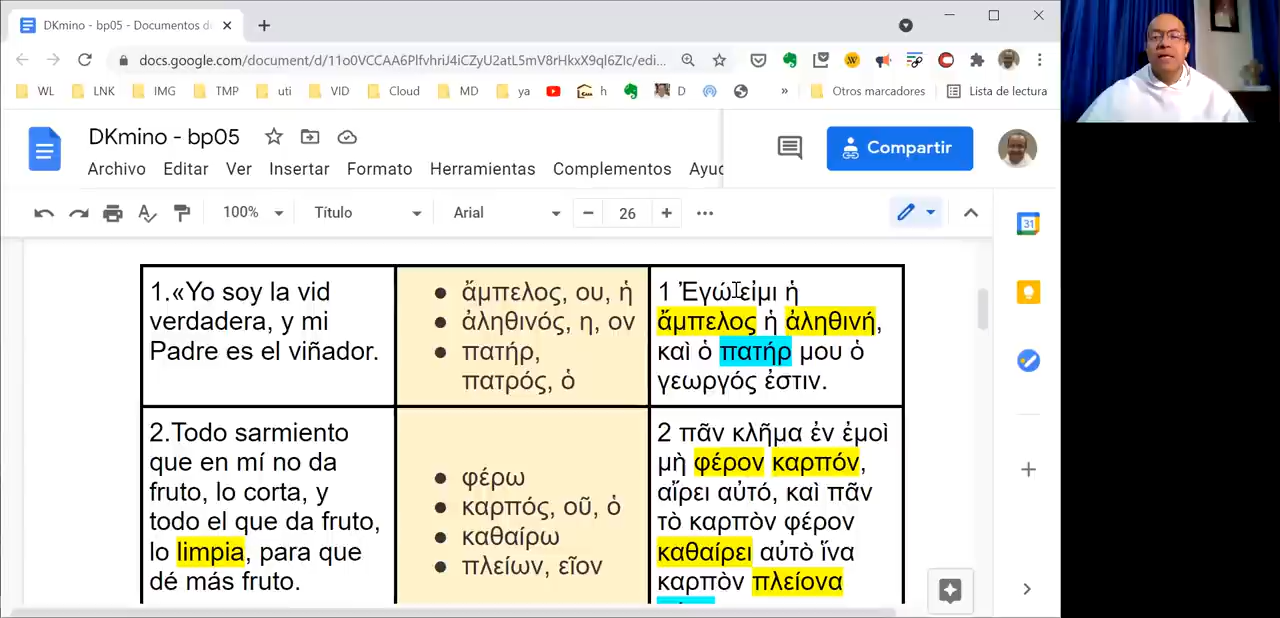 DKmino - bp05 - Documentos d
docs.google.com/document/d/11o0VCCAA6PlfvhriJ4iCZyU2atL5mV8rHkxX9ql6ZIc/edi...
WL LNK IMG TMP uti VID Cloud MD ya h D » Otros marcadores Lista de lectura
DKmino - bp05
Compartir
Archivo Editar Ver Insertar Formato Herramientas Complementos Ayuc
100% Título Arial − 26 + ...
31
1.«Yo soy la vid
verdadera, y mi
Padre es el viñador.
ἄμπελος, ου, ἡ
ἀληθινός, η, ον
πατήρ,
πατρός, ὁ
1 Ἐγώ εἰμι ἡ
ἄμπελος ἡ ἀληθινή,
καὶ ὁ πατήρ μου ὁ
γεωργός ἐστιν.
2.Todo sarmiento
que en mí no da
fruto, lo corta, y
todo el que da fruto,
lo limpia, para que
dé más fruto.
φέρω
καρπός, οῦ, ὁ
καθαίρω
πλείων, εῖον
2 πᾶν κλῆμα ἐν ἐμοὶ
μὴ φέρον καρπόν,
αἴρει αὐτό, καὶ πᾶν
τὸ καρπὸν φέρον
καθαίρει αὐτὸ ἵνα
καρπὸν πλείονα